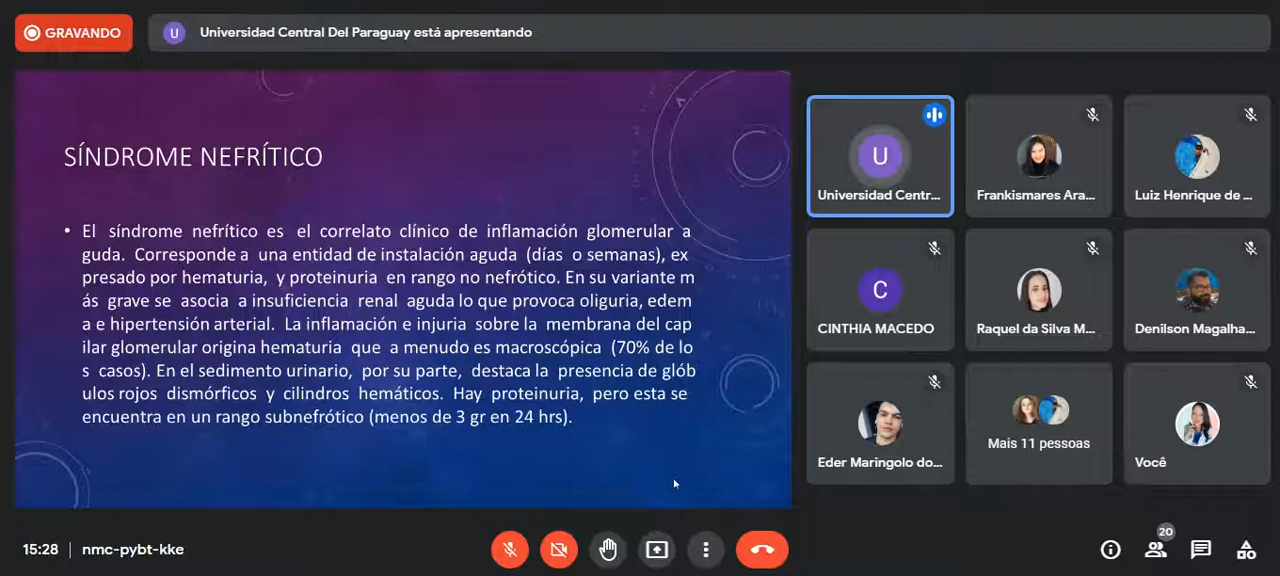 GRAVANDO
U
Universidad Central Del Paraguay está apresentando
SÍNDROME NEFRÍTICO
• El síndrome nefrítico es el correlato clínico de inflamación glomerular a
guda. Corresponde a una entidad de instalación aguda (días o semanas), ex
presado por hematuria, y proteinuria en rango no nefrótico. En su variante m
ás grave se asocia a insuficiencia renal aguda lo que provoca oliguria, edem
a e hipertensión arterial. La inflamación e injuria sobre la membrana del cap
ilar glomerular origina hematuria que a menudo es macroscópica (70% de lo
s casos). En el sedimento urinario, por su parte, destaca la presencia de glób
ulos rojos dismórficos y cilindros hemáticos. Hay proteinuria, pero esta se
encuentra en un rango subnefrótico (menos de 3 gr en 24 hrs).
U
Universidad Centr...
Frankismares Ara...
Luiz Henrique de ...
C
CINTHIA MACEDO
Raquel da Silva M...
Denilson Magalha...
Eder Maringolo do...
Mais 11 pessoas
Você
15:28 | nmc-pybt-kke
20